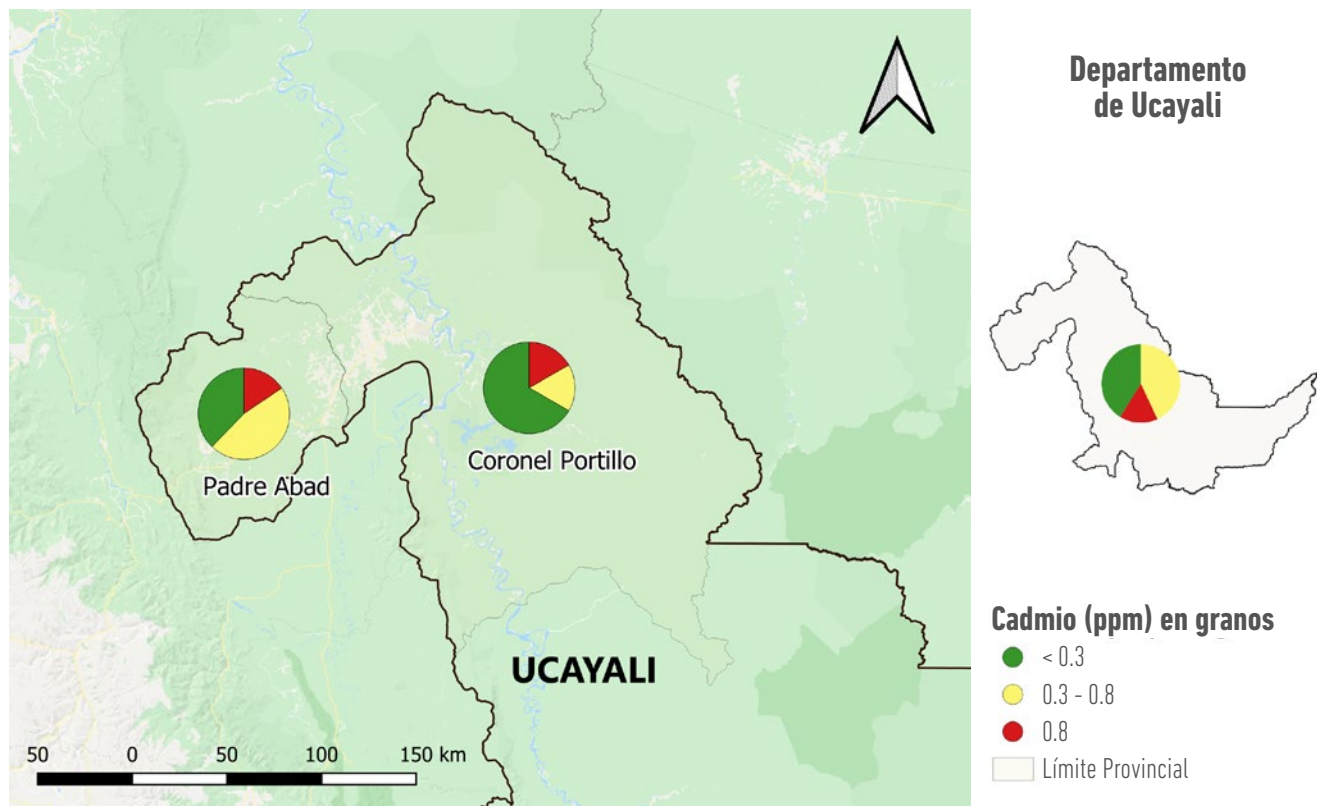 Departamento
de Ucayali
Padre Abad
Coronel Portillo
UCAYALI
50 0 50 100 150 km
Cadmio (ppm) en granos
< 0.3
0.3 - 0.8
0.8
Límite Provincial